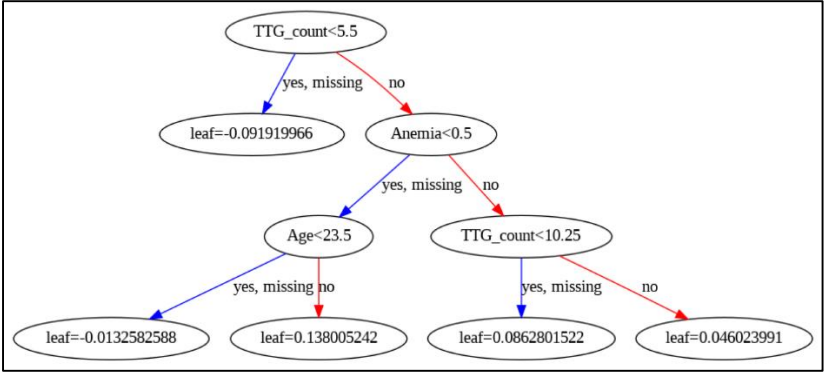 TTG_count<5.5
yes, missing
no
leaf=-0.091919966
Anemia<0.5
yes, missing
no
Age<23.5
TTG_count<10.25
yes, missing
no
yes, missing
no
leaf=-0.0132582588
leaf=0.138005242
leaf=0.0862801522
leaf=0.046023991